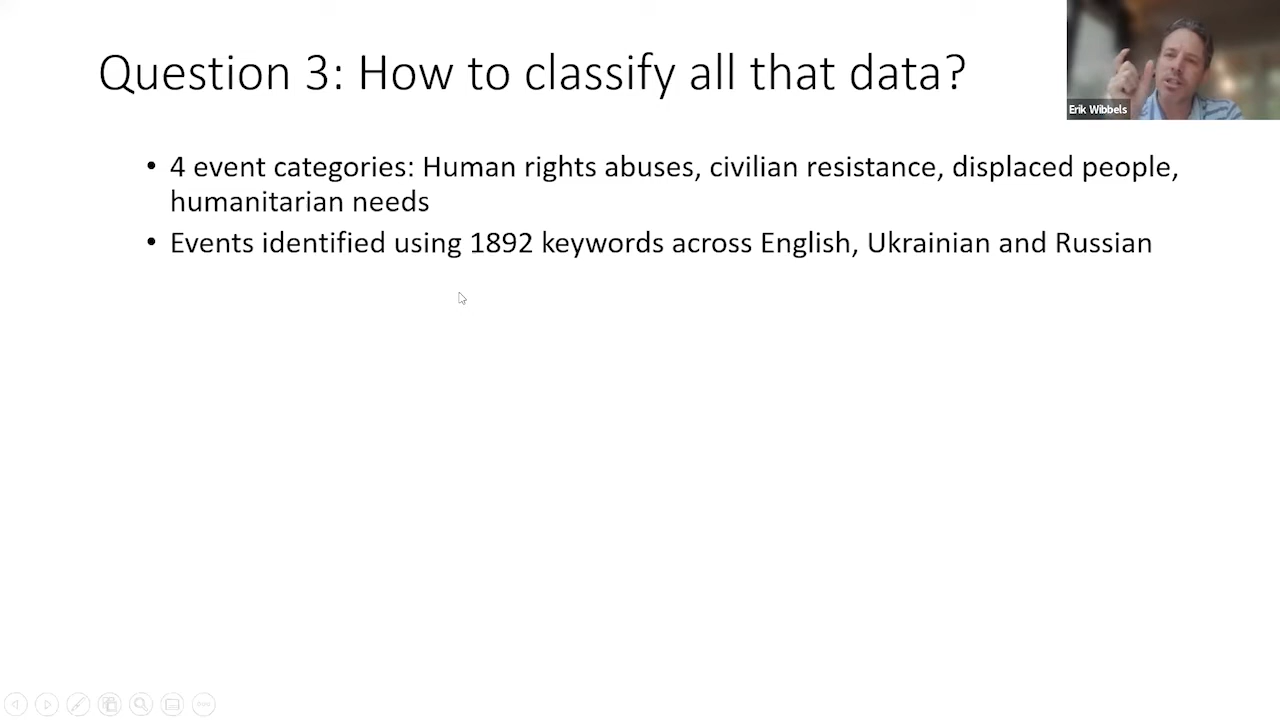 Question 3: How to classify all that data?
Erik Wibbels
• 4 event categories: Human rights abuses, civilian resistance, displaced people,
humanitarian needs
• Events identified using 1892 keywords across English, Ukrainian and Russian